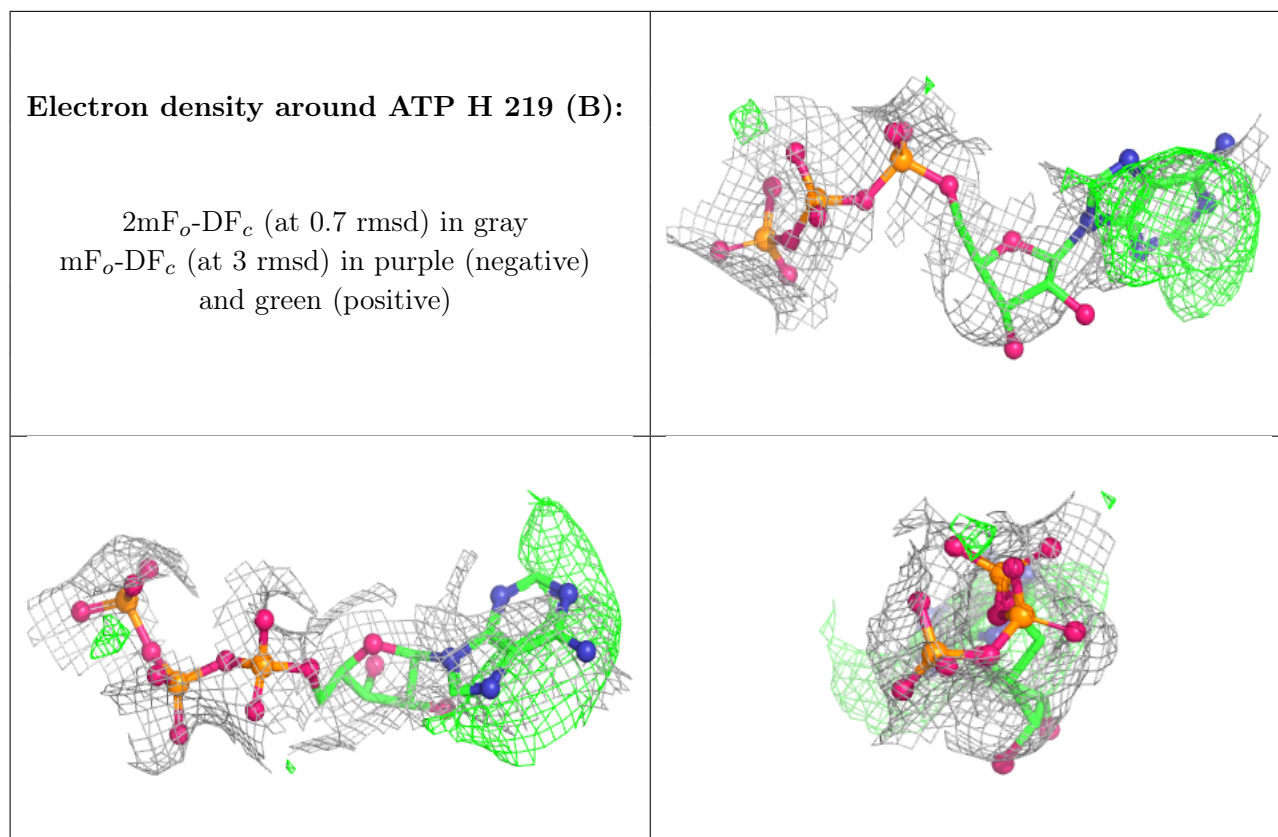 Electron density around ATP H 219 (B):
2mFo-DFc (at 0.7 rmsd) in gray
mFo-DFc (at 3 rmsd) in purple (negative)
and green (positive)